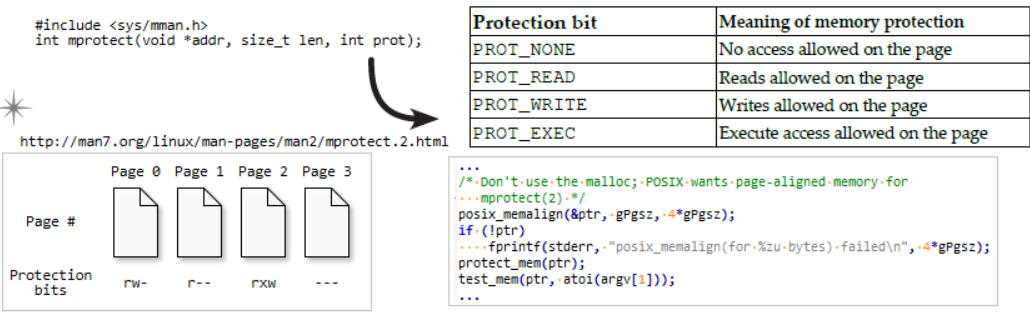 #include <sys/mman.h>
int mprotect(void *addr, size_t len, int prot);
Protection bit Meaning of memory protection
PROT_NONE No access allowed on the page
PROT_READ Reads allowed on the page
PROT_WRITE Writes allowed on the page
PROT_EXEC Execute access allowed on the page
http://man7.org/linux/man-pages/man2/mprotect.2.html
Page 0 Page 1 Page 2 Page 3
Page #
Protection
bits
rw- r-- rxw ---
...
/*·Don't·use·the·malloc;·POSIX·wants·page-aligned·memory·for
····mprotect(2)·*/
posix_memalign(&ptr,·gPgsz,·4*gPgsz);
if·(!ptr)
····fprintf(stderr,·"posix_memalign(for·%zu·bytes)·failed\n",·4*gPgsz);
protect_mem(ptr);
test_mem(ptr,·atoi(argv[1]));
...